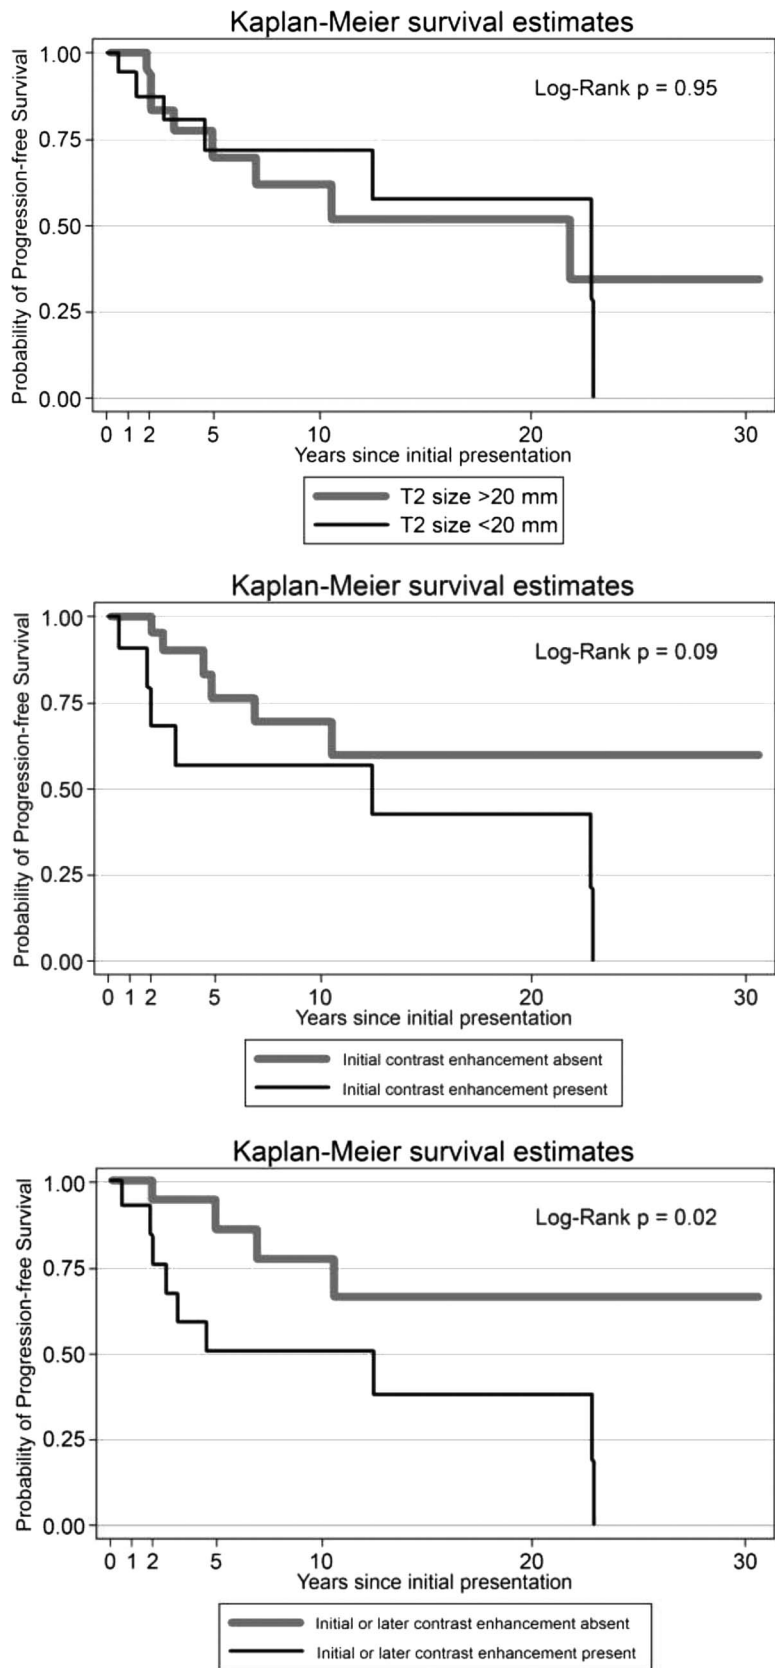 Kaplan-Meier survival estimates
Log-Rank p = 0.95
Probability of Progression-free Survival
1.00
0.75
0.50
0.25
0.00
0 1 2 5 10 20 30
Years since initial presentation
T2 size >20 mm
T2 size <20 mm
Kaplan-Meier survival estimates
Log-Rank p = 0.09
Probability of Progression-free Survival
1.00
0.75
0.50
0.25
0.00
0 1 2 5 10 20 30
Years since initial presentation
Initial contrast enhancement absent
Initial contrast enhancement present
Kaplan-Meier survival estimates
Log-Rank p = 0.02
Probability of Progression-free Survival
1.00
0.75
0.50
0.25
0.00
0 1 2 5 10 20 30
Years since initial presentation
Initial or later contrast enhancement absent
Initial or later contrast enhancement present